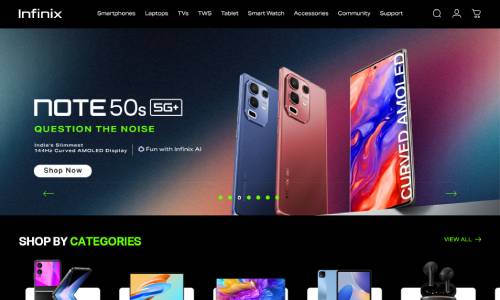 Infinix
Smartphones Laptops TVs TWS Tablet Smart Watch Accessories Community Support
NOTE 50s 5G+
QUESTION THE NOISE
India's Slimmest
144Hz Curved AMOLED Display
Fun with Infinix AI
Shop Now
CURVED AMOLED
SHOP BY CATEGORIES
VIEW ALL